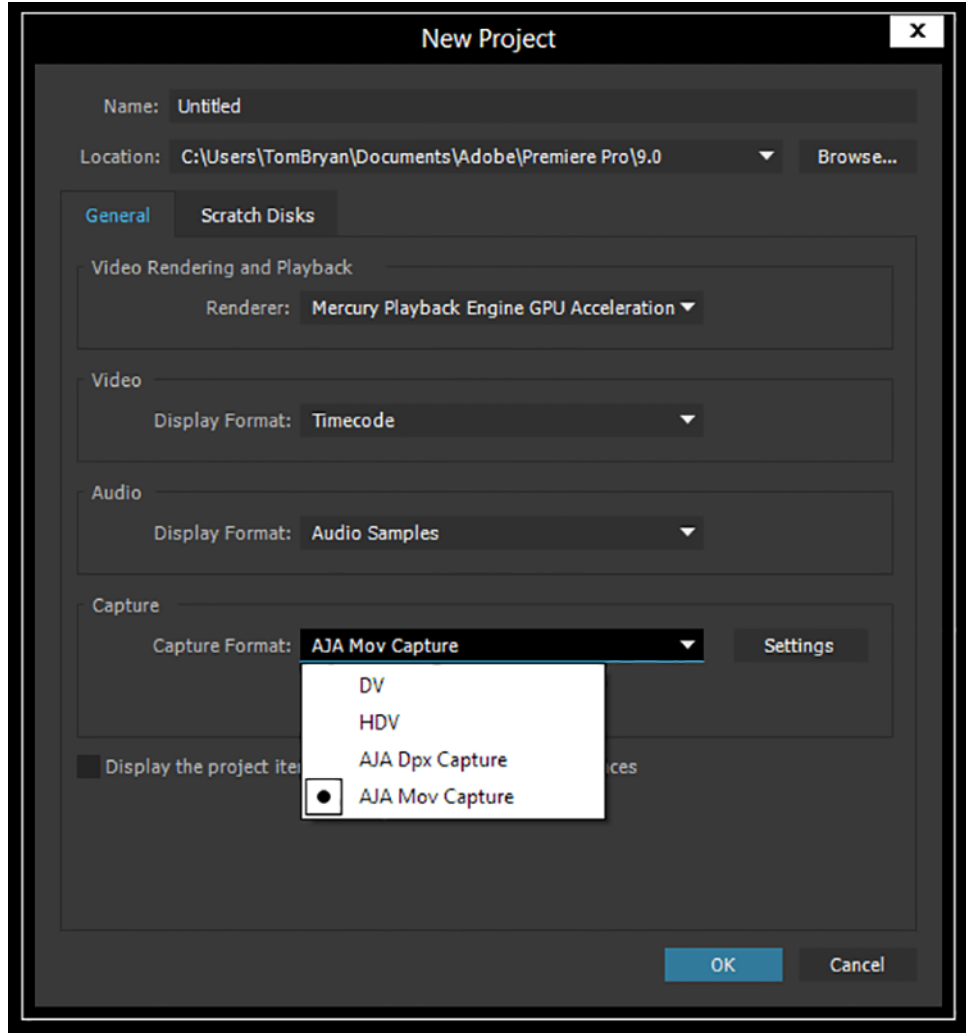 New Project
x
Name: Untitled
Location: C:\Users\TomBryan\Documents\Adobe\Premiere Pro\9.0 Browse...
General Scratch Disks
Video Rendering and Playback
Renderer: Mercury Playback Engine GPU Acceleration
Video
Display Format: Timecode
Audio
Display Format: Audio Samples
Capture
Capture Format: AJA Mov Capture Settings
DV
HDV
AJA Dpx Capture
Display the project
AJA Mov Capture
OK Cancel